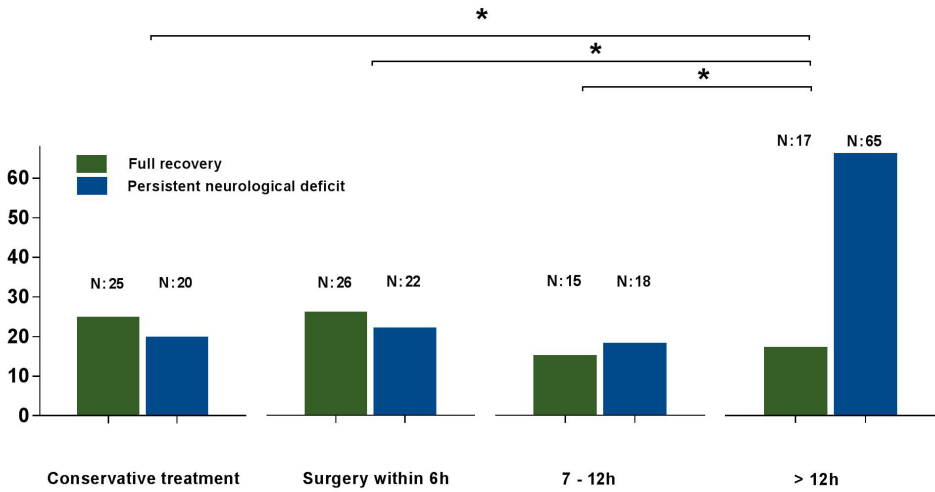 *
*
*
N:17 N:65
Full recovery
Persistent neurological deficit
60
50
40
30
20
10
0
N:25 N:20 N:26 N:22 N:15 N:18
Conservative treatment Surgery within 6h 7 - 12h > 12h